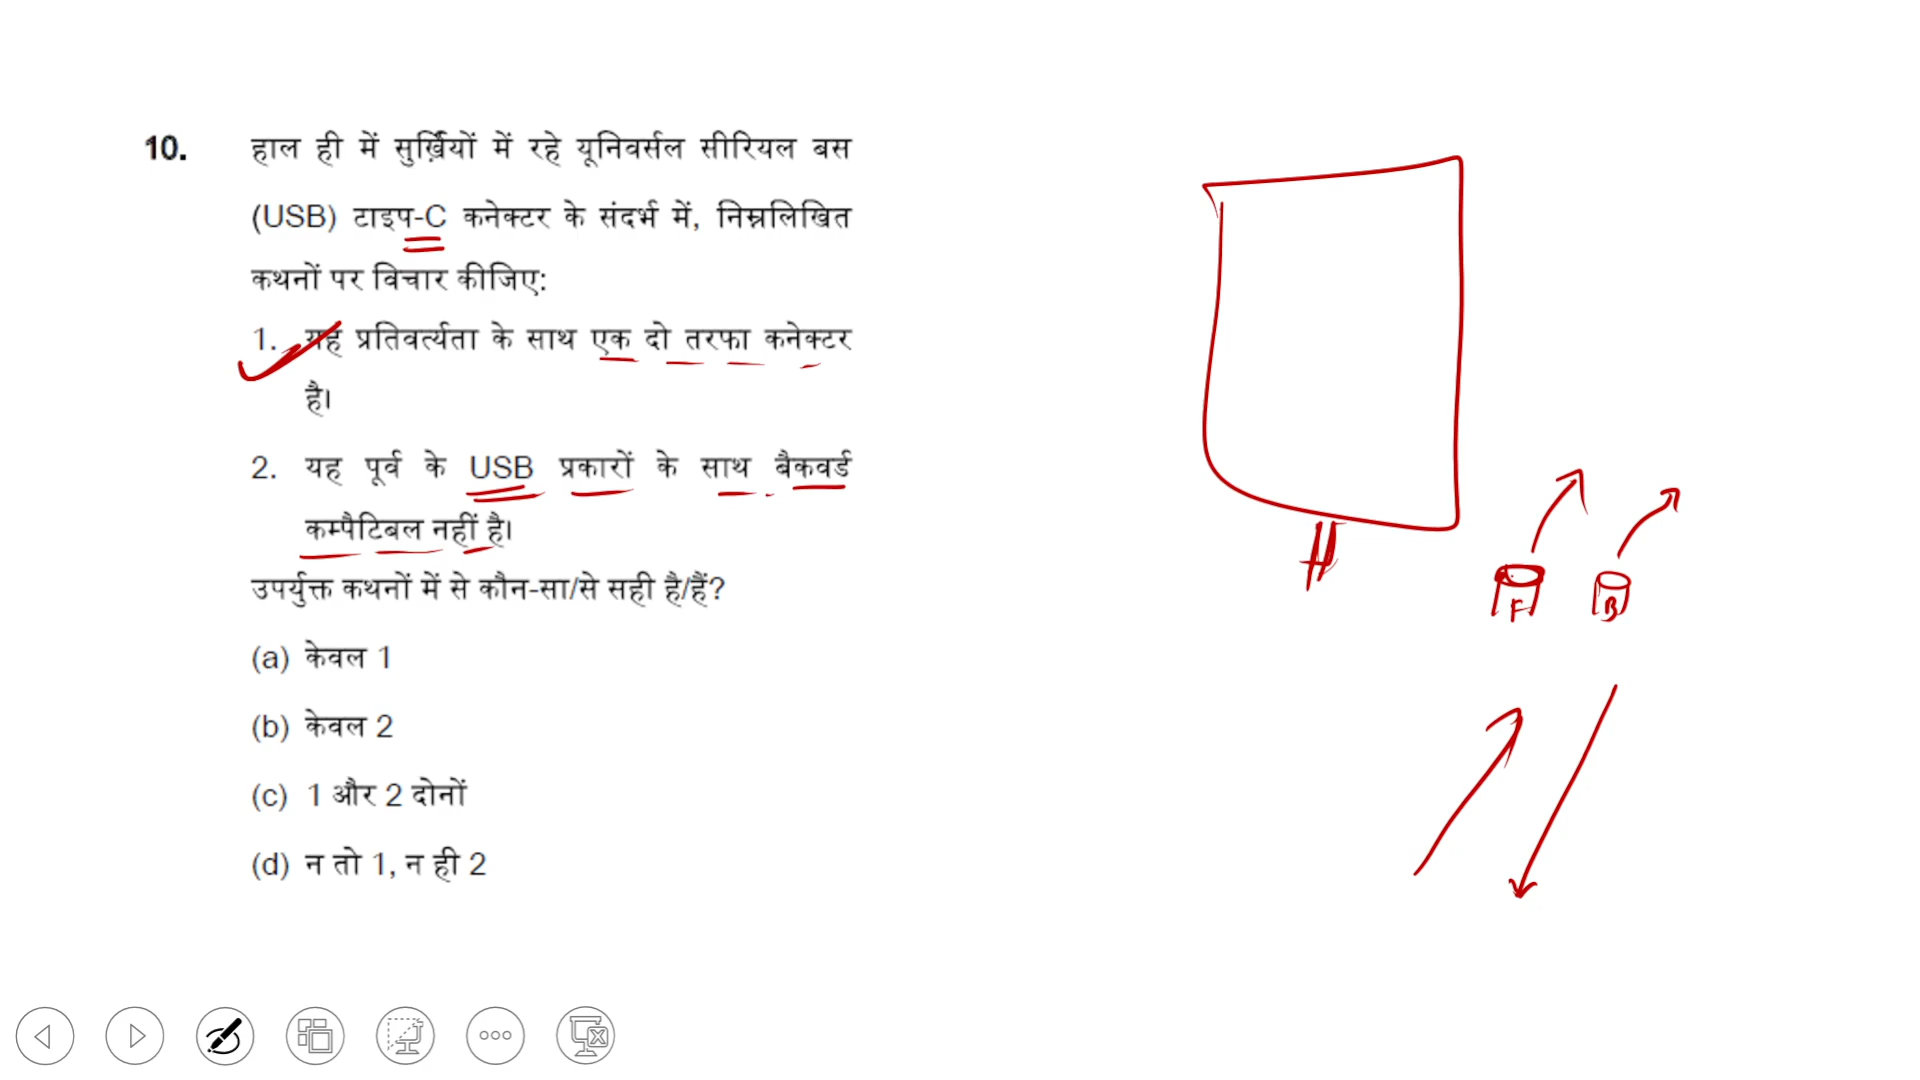 10. हाल ही में सुर्ख़ियों में रहे यूनिवर्सल सीरियल बस
(USB) टाइप-C कनेक्टर के संदर्भ में, निम्नलिखित
कथनों पर विचार कीजिए:
1. यह प्रतिवर्त्यता के साथ एक दो तरफा कनेक्टर
है।
2. यह पूर्व के USB प्रकारों के साथ बैकवर्ड
कम्पैटिबल नहीं है।
उपर्युक्त कथनों में से कौन-सा/से सही है/हैं?
(a) केवल 1
(b) केवल 2
(c) 1 और 2 दोनों
(d) न तो 1, न ही 2
F B